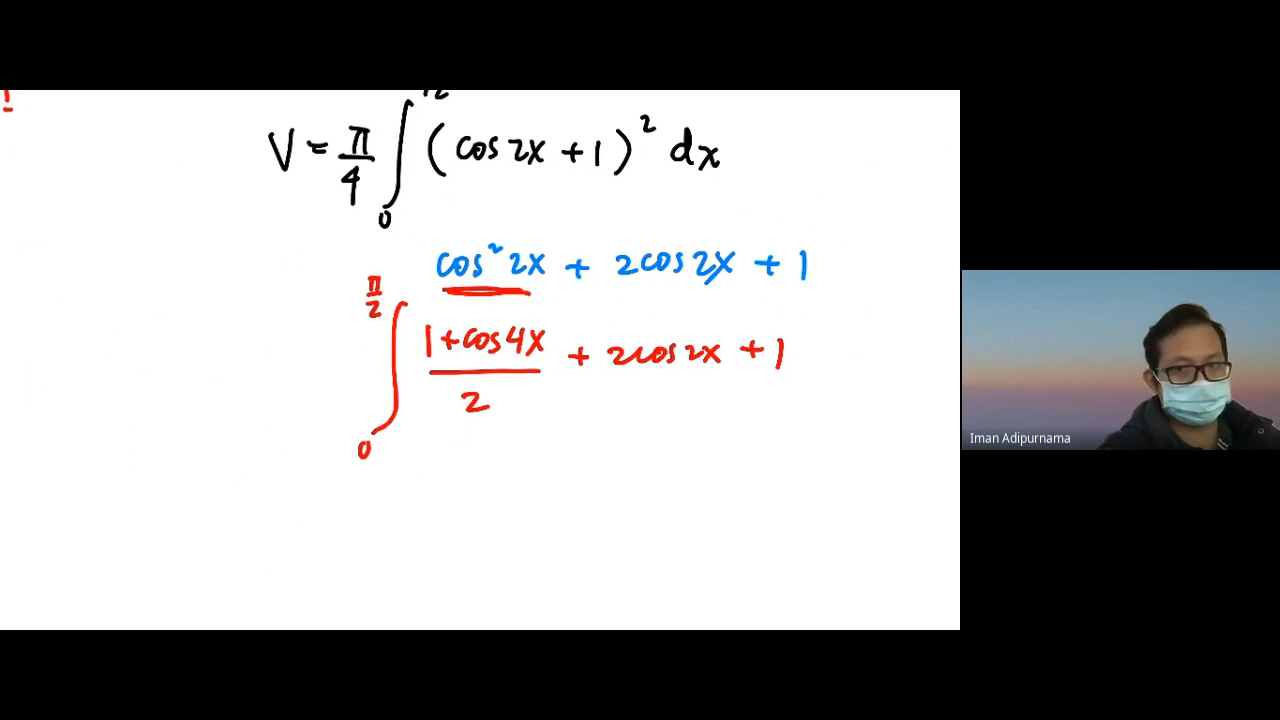 !
V = π/4 ∫₀ (cos 2x + 1)² dx
cos² 2x + 2cos 2x + 1
∫₀^(π/2) (1 + cos 4x)/2 + 2cos 2x + 1
Iman Adipurnama